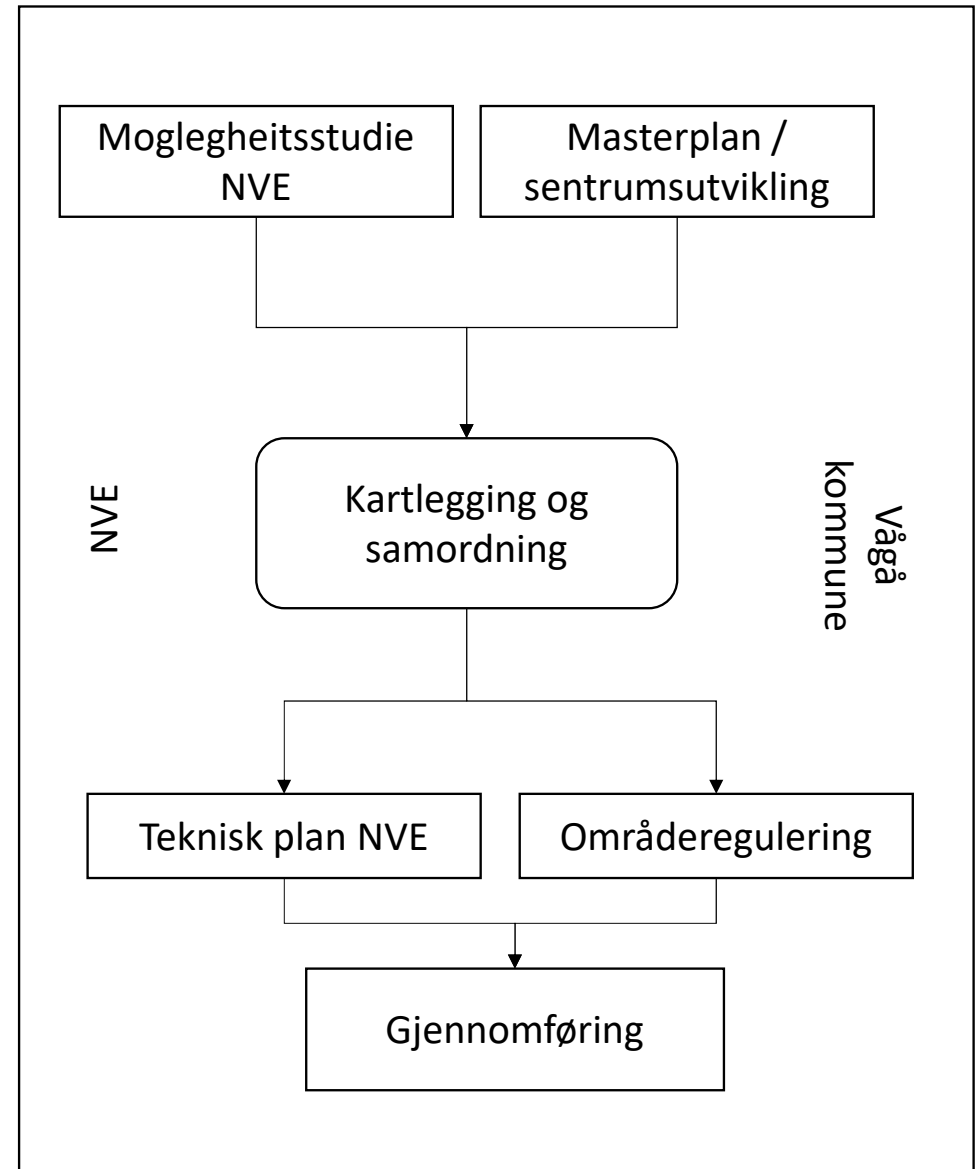 Moglegheitsstudie
NVE
Masterplan /
sentrumsutvikling
NVE
Kartlegging og
samordning
Vågå
kommune
Teknisk plan NVE
Områderegulering
Gjennomføring